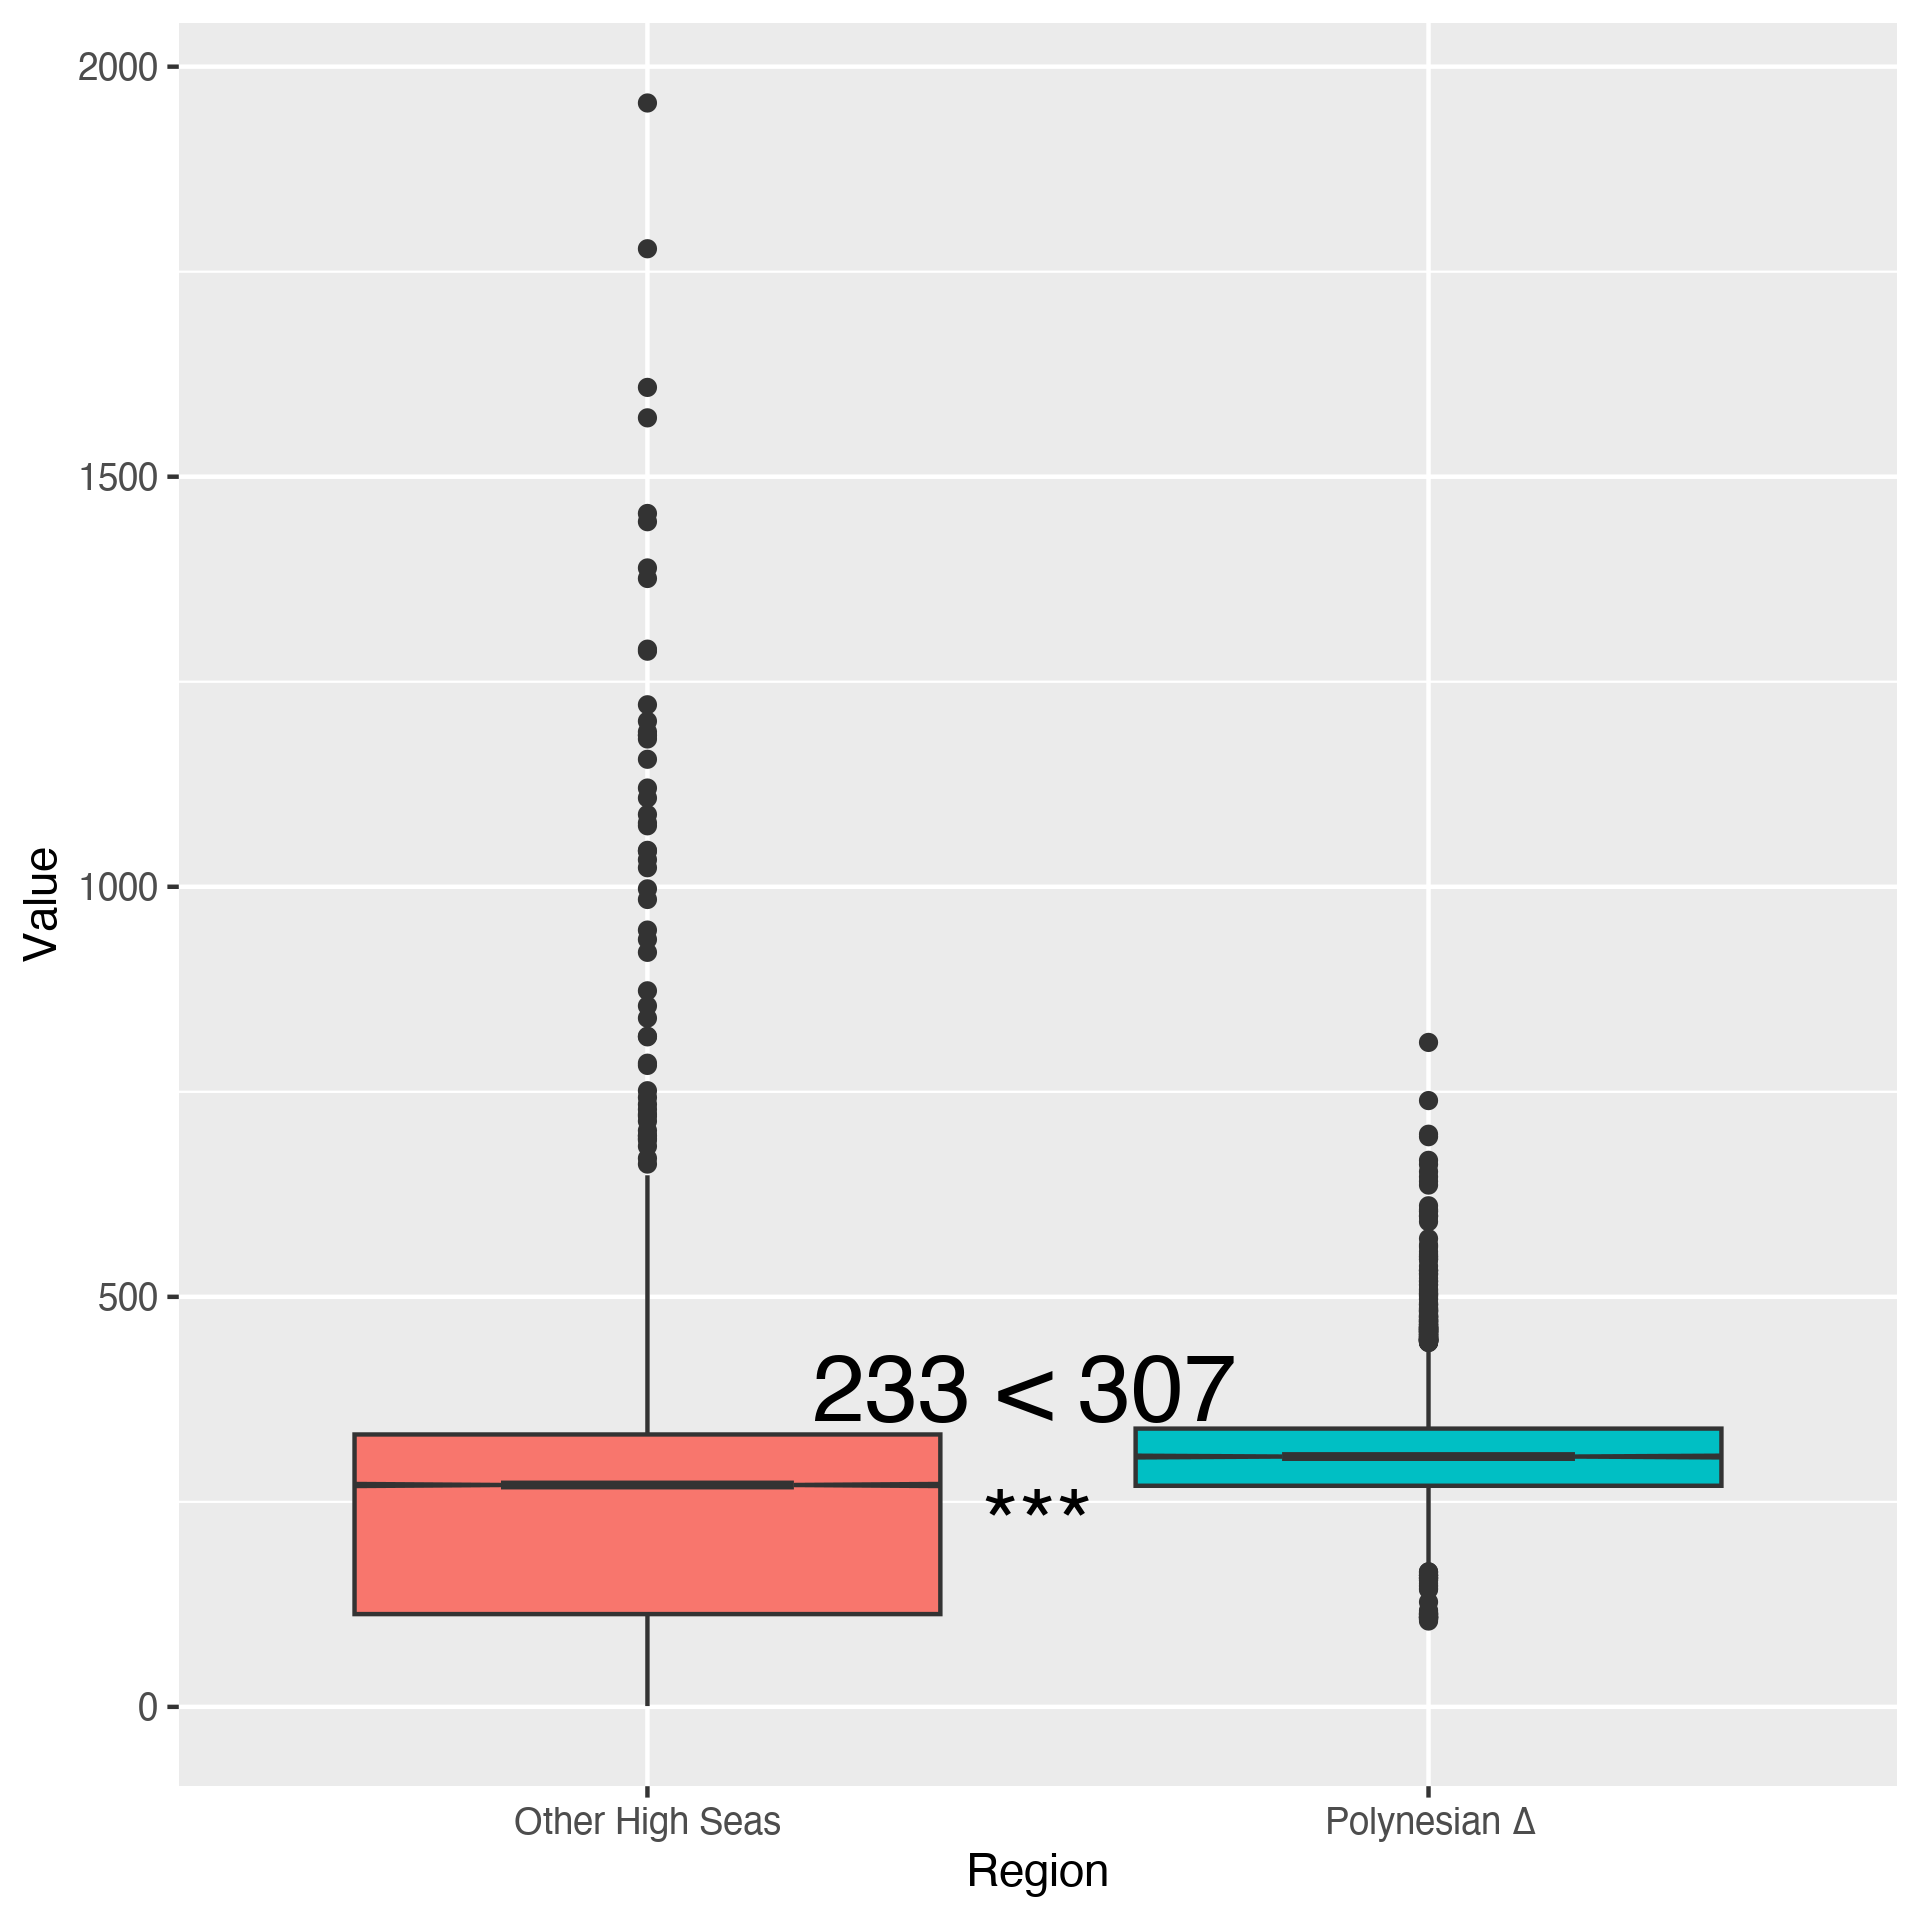 2000
1500
1000
500
0
Value
233 < 307
***
Other High Seas
Polynesian Δ
Region